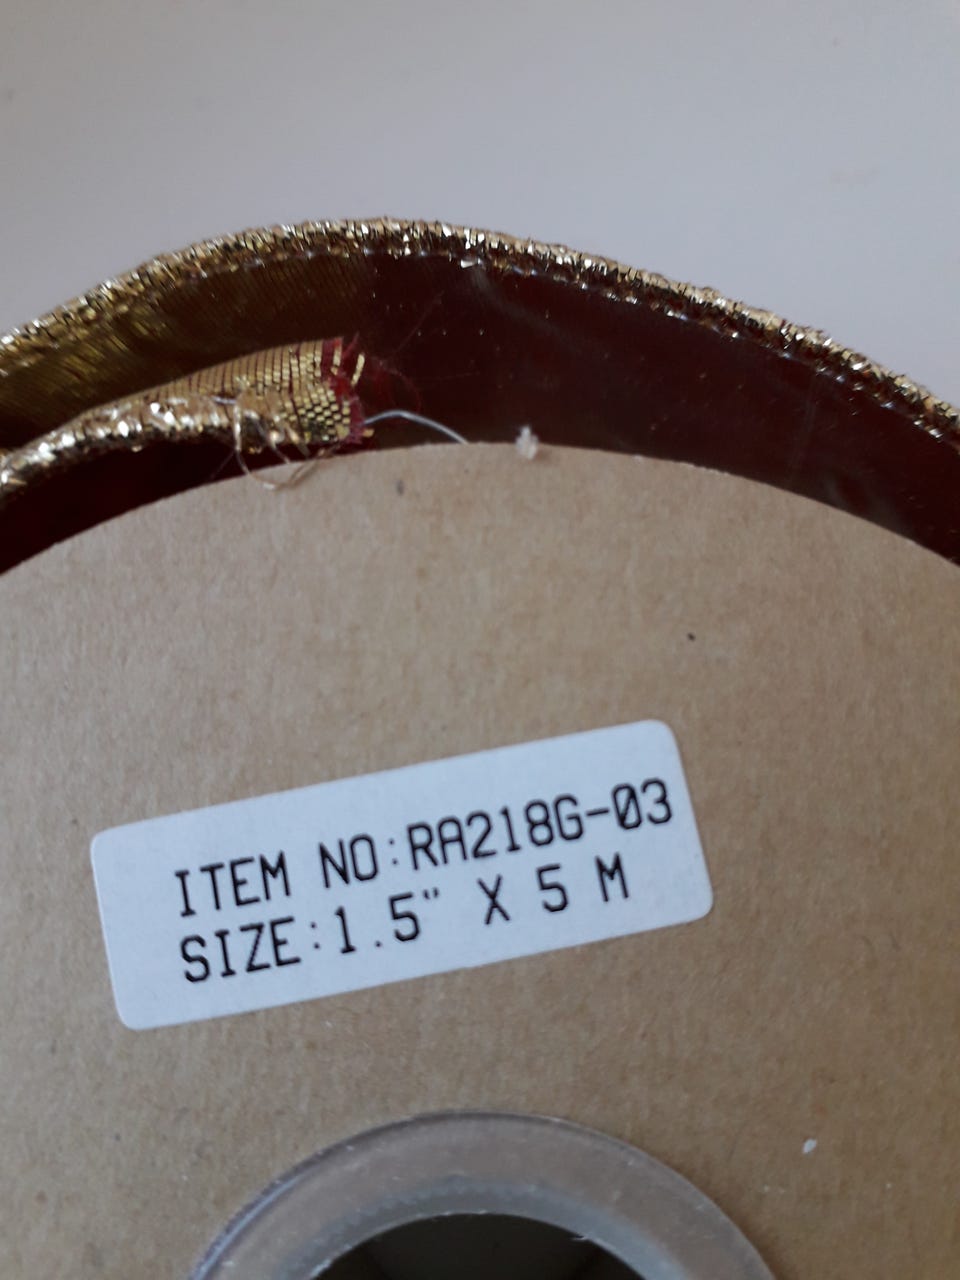 ITEM NO:RA218G-03
SIZE:1.5" X 5 M